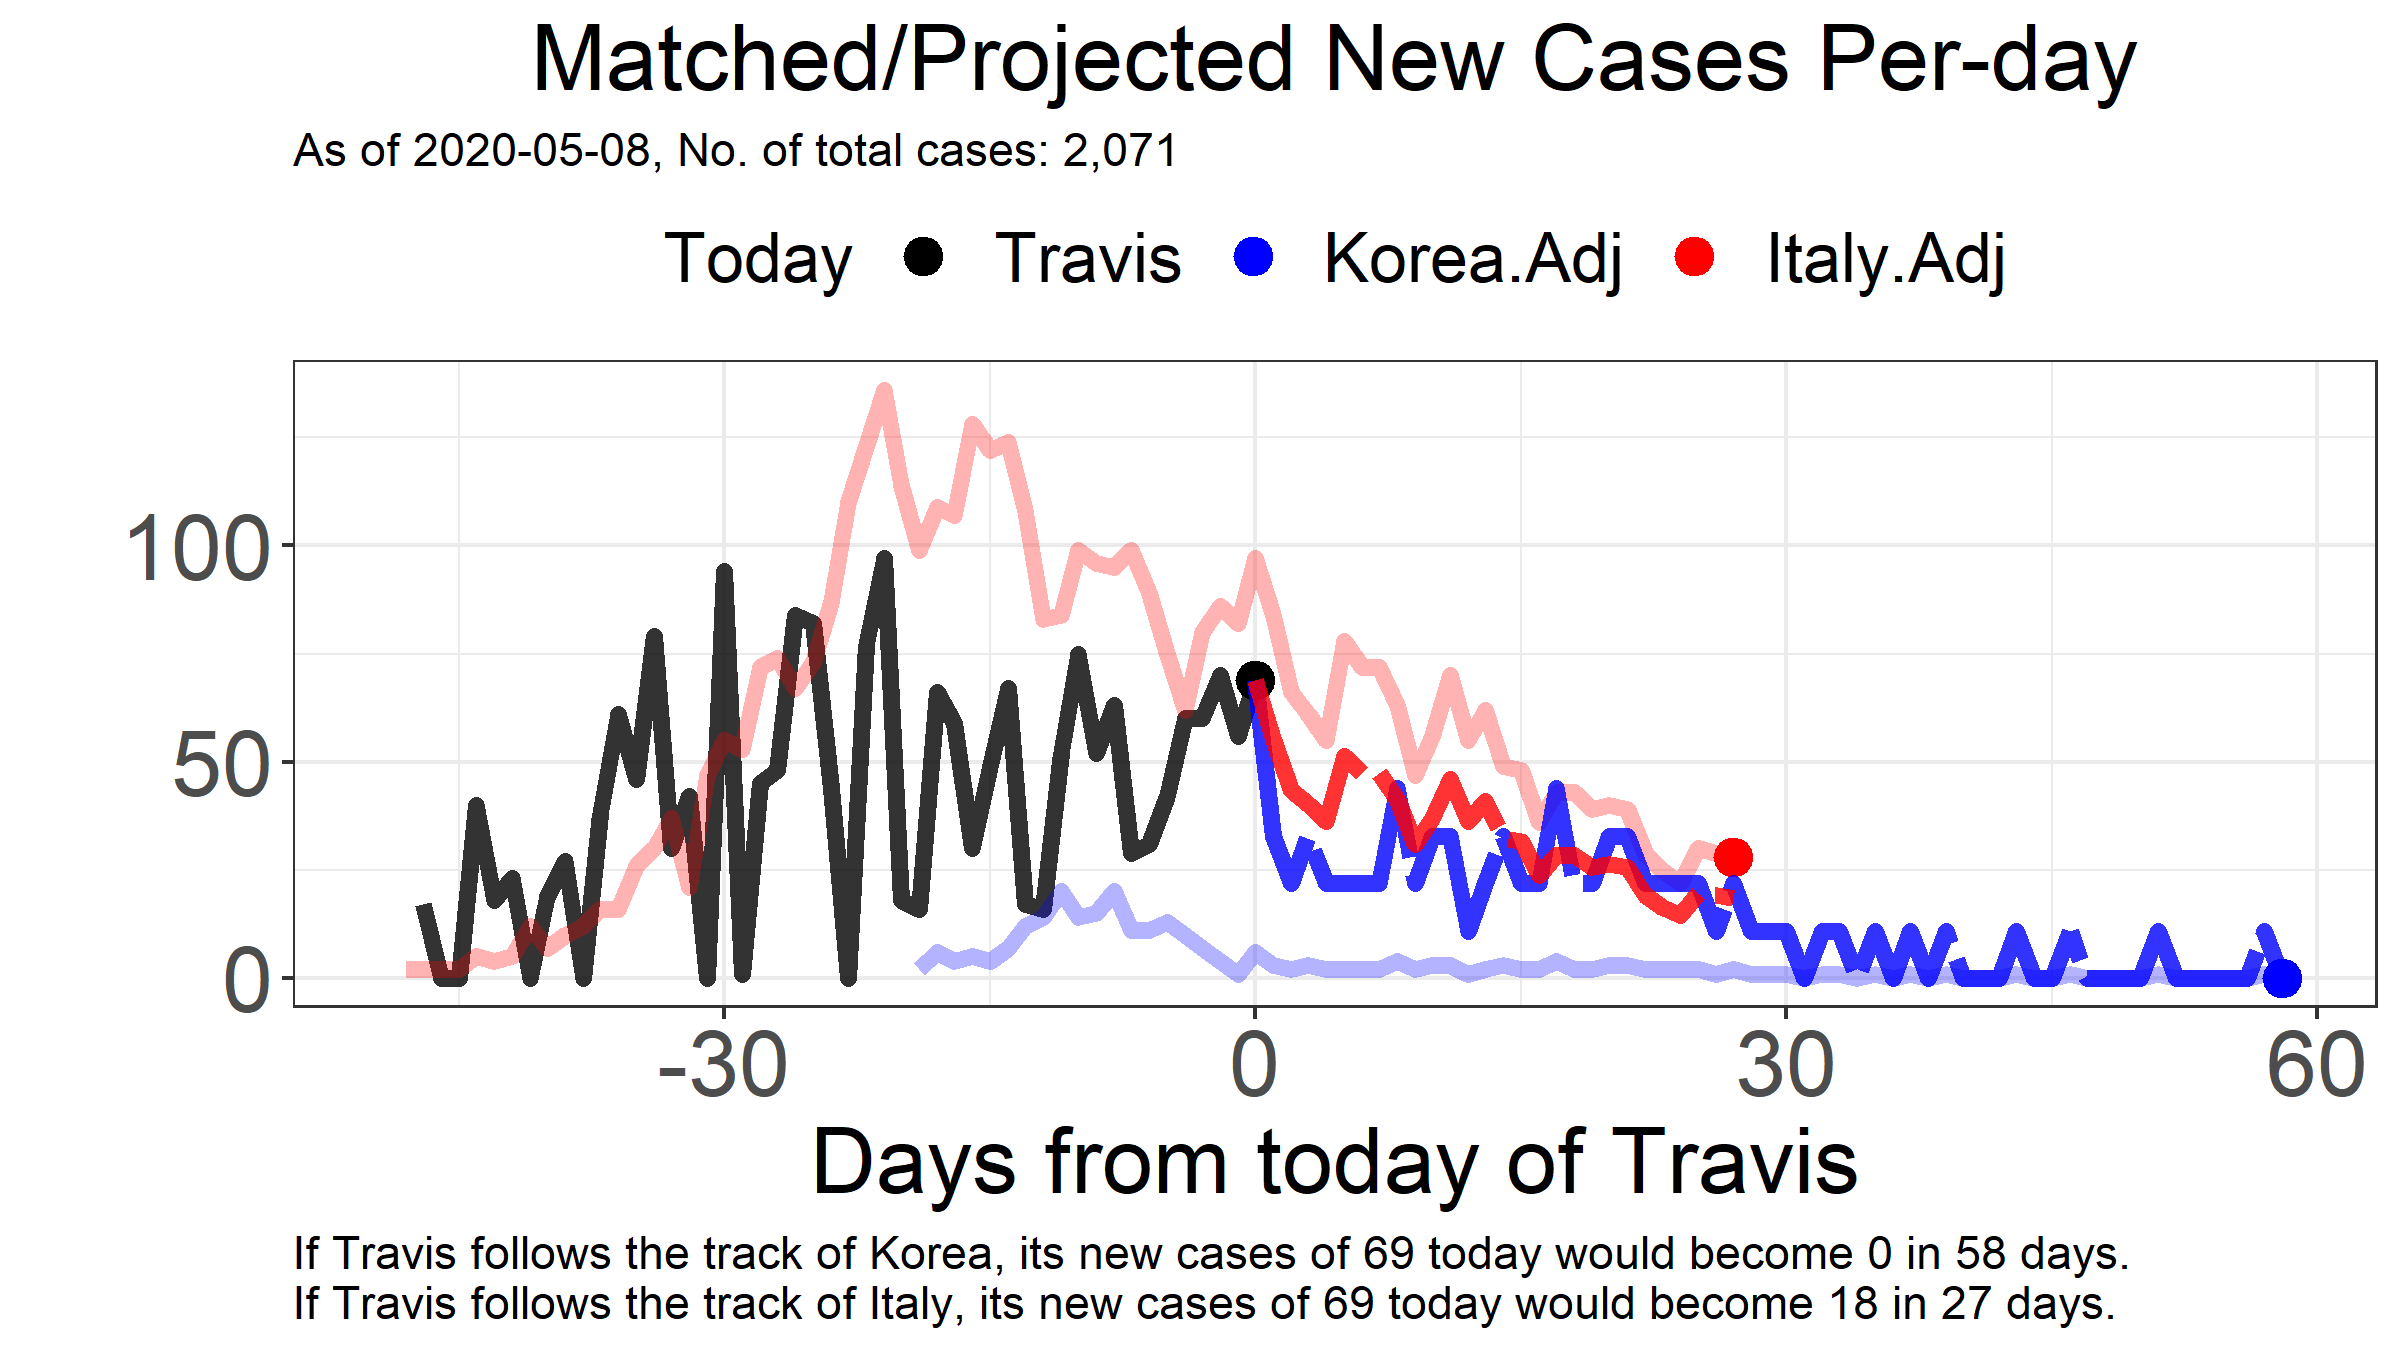 Matched/Projected New Cases Per-day
As of 2020-05-08, No. of total cases: 2,071
Today Travis Korea.Adj Italy.Adj
100
50
0
-30 0 30 60
Days from today of Travis
If Travis follows the track of Korea, its new cases of 69 today would become 0 in 58 days.
If Travis follows the track of Italy, its new cases of 69 today would become 18 in 27 days.